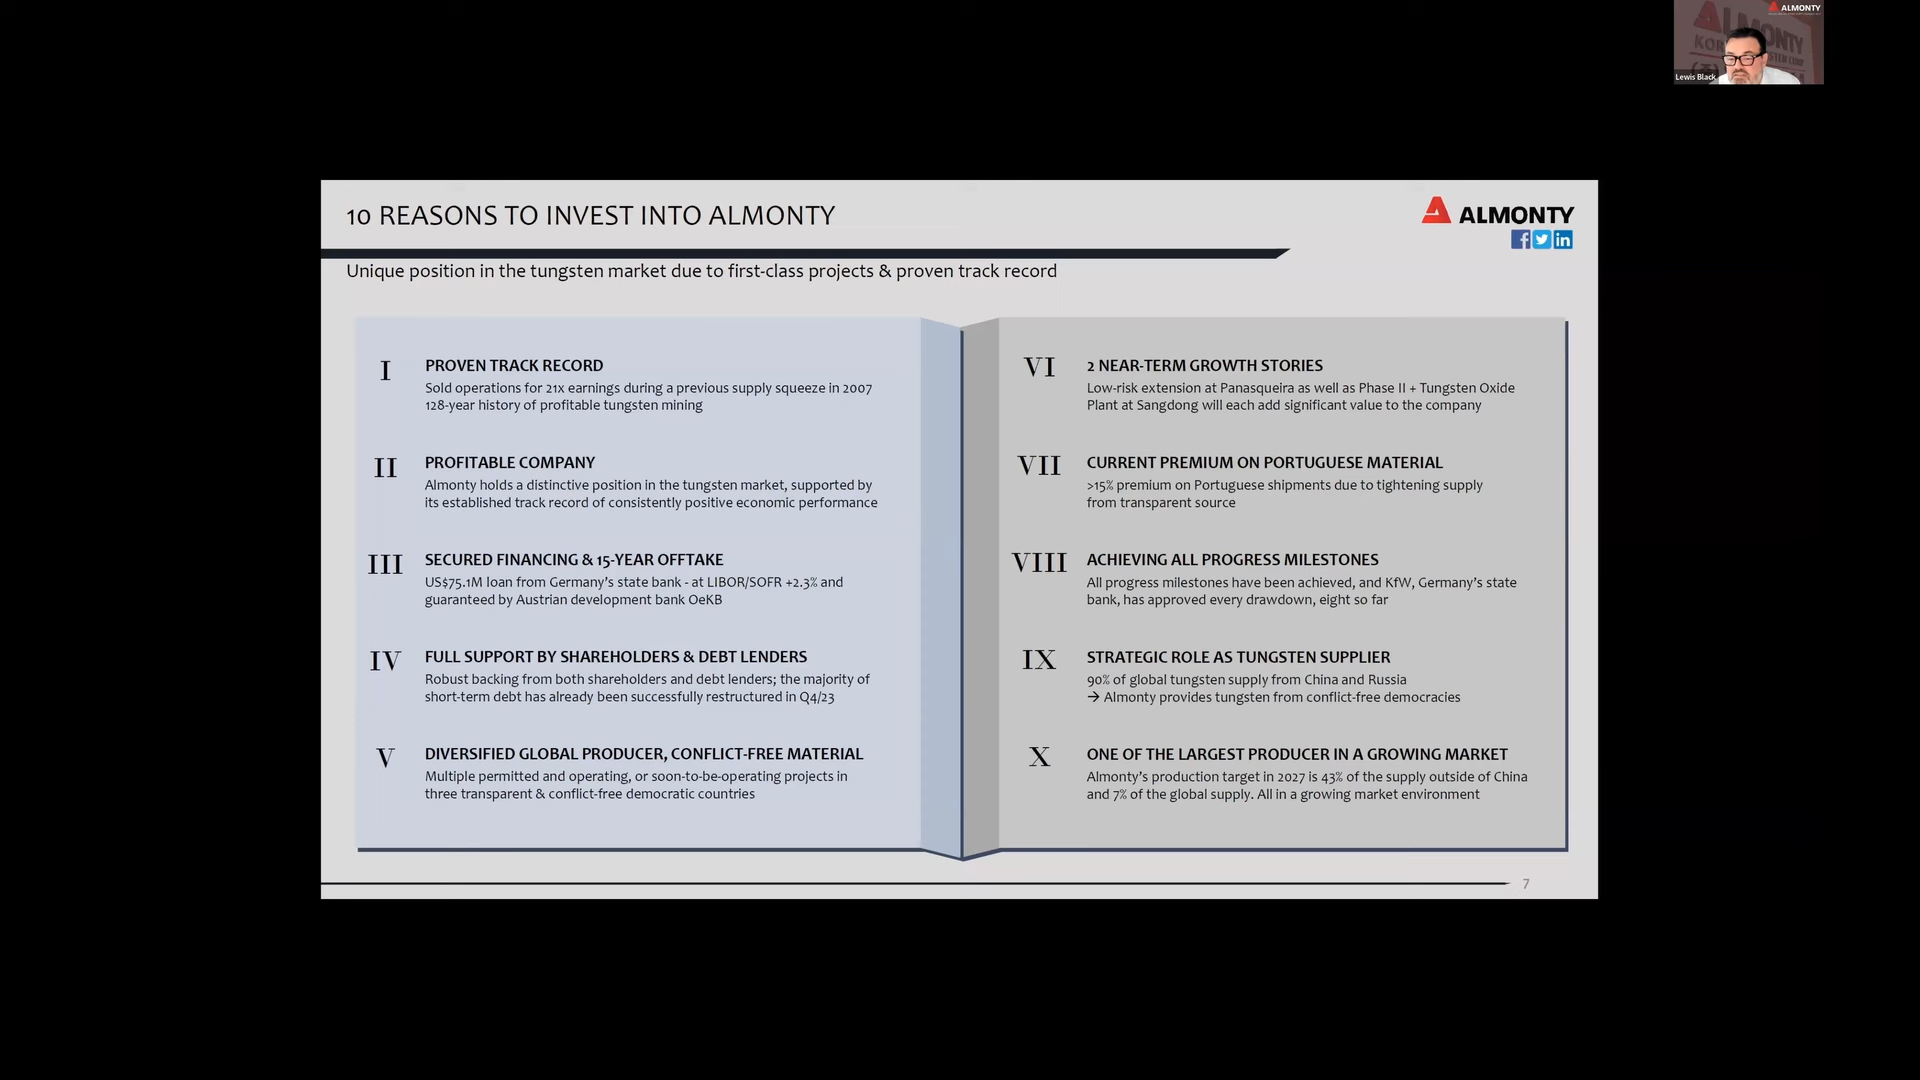 ALMONTY
Lewis Black
10 REASONS TO INVEST INTO ALMONTY
ALMONTY
Unique position in the tungsten market due to first-class projects & proven track record
I
PROVEN TRACK RECORD
Sold operations for 21x earnings during a previous supply squeeze in 2007
128-year history of profitable tungsten mining
II
PROFITABLE COMPANY
Almonty holds a distinctive position in the tungsten market, supported by
its established track record of consistently positive economic performance
III
SECURED FINANCING & 15-YEAR OFFTAKE
US$75.1M loan from Germany's state bank - at LIBOR/SOFR +2.3% and
guaranteed by Austrian development bank OeKB
IV
FULL SUPPORT BY SHAREHOLDERS & DEBT LENDERS
Robust backing from both shareholders and debt lenders; the majority of
short-term debt has already been successfully restructured in Q4/23
V
DIVERSIFIED GLOBAL PRODUCER, CONFLICT-FREE MATERIAL
Multiple permitted and operating, or soon-to-be-operating projects in
three transparent & conflict-free democratic countries
VI
2 NEAR-TERM GROWTH STORIES
Low-risk extension at Panasqueira as well as Phase II + Tungsten Oxide
Plant at Sangdong will each add significant value to the company
VII
CURRENT PREMIUM ON PORTUGUESE MATERIAL
>15% premium on Portuguese shipments due to tightening supply
from transparent source
VIII
ACHIEVING ALL PROGRESS MILESTONES
All progress milestones have been achieved, and KfW, Germany's state
bank, has approved every drawdown, eight so far
IX
STRATEGIC ROLE AS TUNGSTEN SUPPLIER
90% of global tungsten supply from China and Russia
→ Almonty provides tungsten from conflict-free democracies
X
ONE OF THE LARGEST PRODUCER IN A GROWING MARKET
Almonty's production target in 2027 is 43% of the supply outside of China
and 7% of the global supply. All in a growing market environment
7